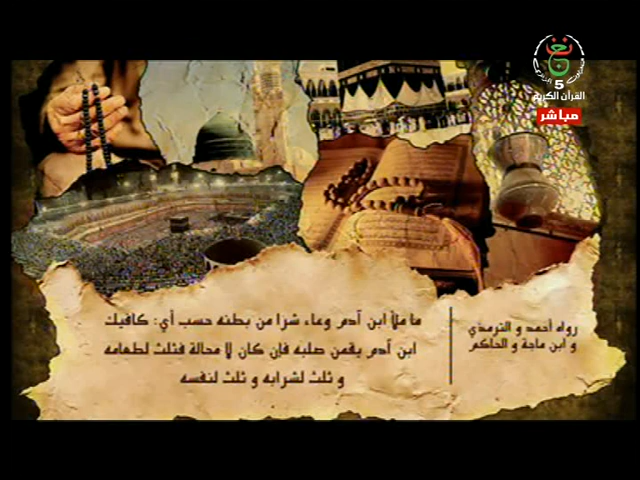 5
القرآن الكريم
مباشر
ما ملأ ابن آدم وعاء شرا من بطنه حسب أي: كافيك
ابن آدم يقمن صلبه فإن كان لا محالة فثلث لطعامه
و ثلث لشرابه و ثلث لنفسه
رواه أحمد و الترمذي
و ابن ماجة و الحاكم